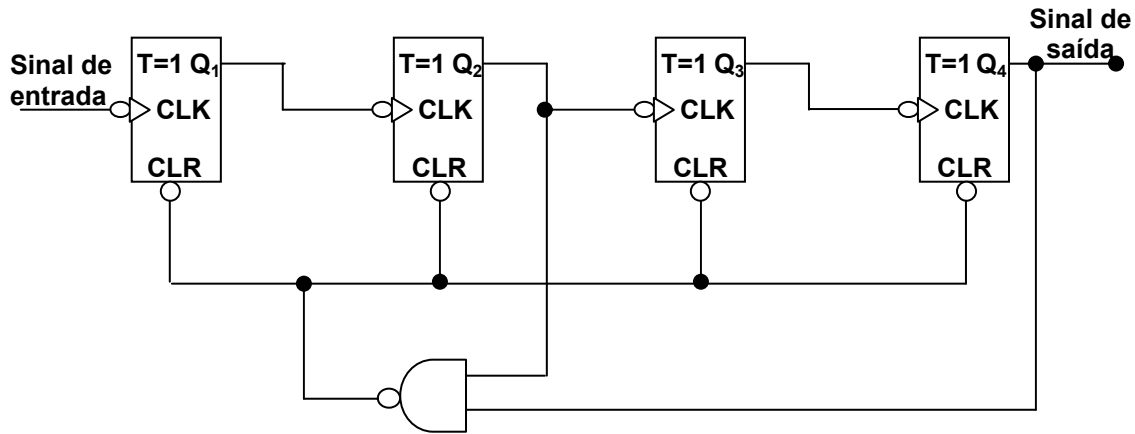 Sinal de
entrada
T=1 Q₁
CLK
CLR
T=1 Q₂
CLK
CLR
T=1 Q₃
CLK
CLR
T=1 Q₄
CLK
CLR
Sinal de
saída